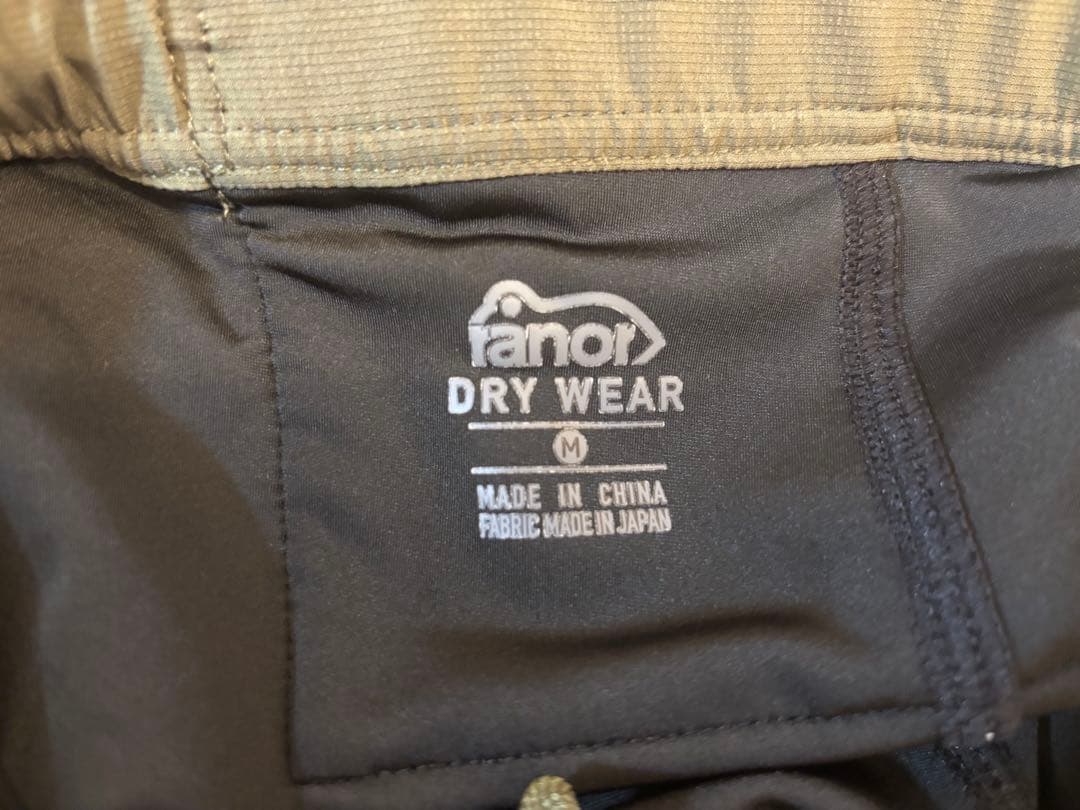 ranor
DRY WEAR
M
MADE IN CHINA
FABRIC MADE IN JAPAN